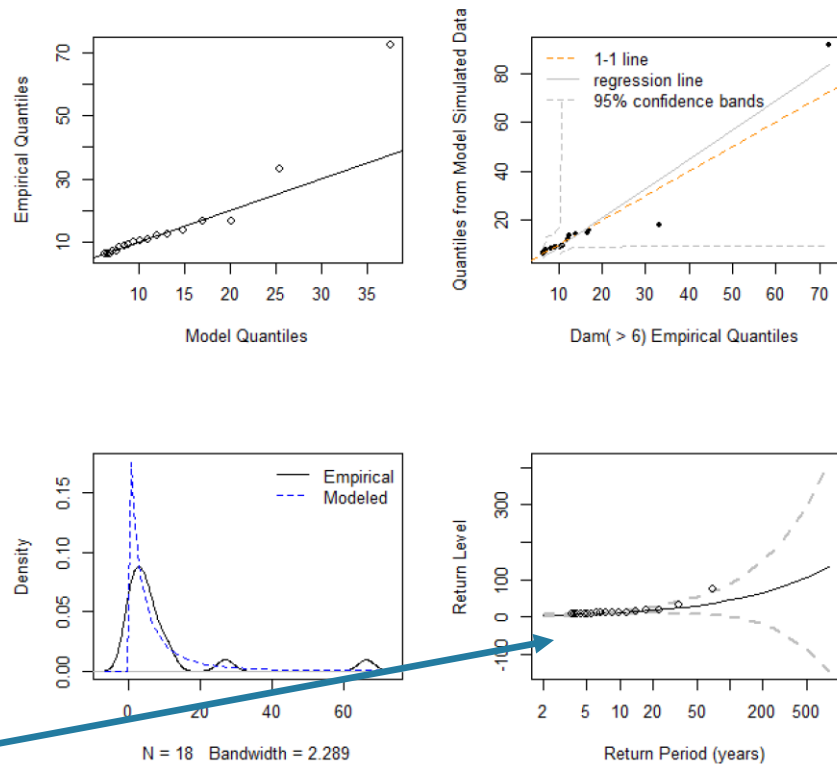 Empirical Quantiles
70
50
30
10
10 15 20 25 30 35
Model Quantiles
Quantiles from Model Simulated Data
80
60
40
20
1-1 line
regression line
95% confidence bands
10 20 30 40 50 60 70
Dam( > 6) Empirical Quantiles
Density
0.15
0.10
0.05
0.00
Empirical
Modeled
0 20 40 60
N = 18 Bandwidth = 2.289
Return Level
300
100
0
-100
2 5 10 20 50 200 500
Return Period (years)